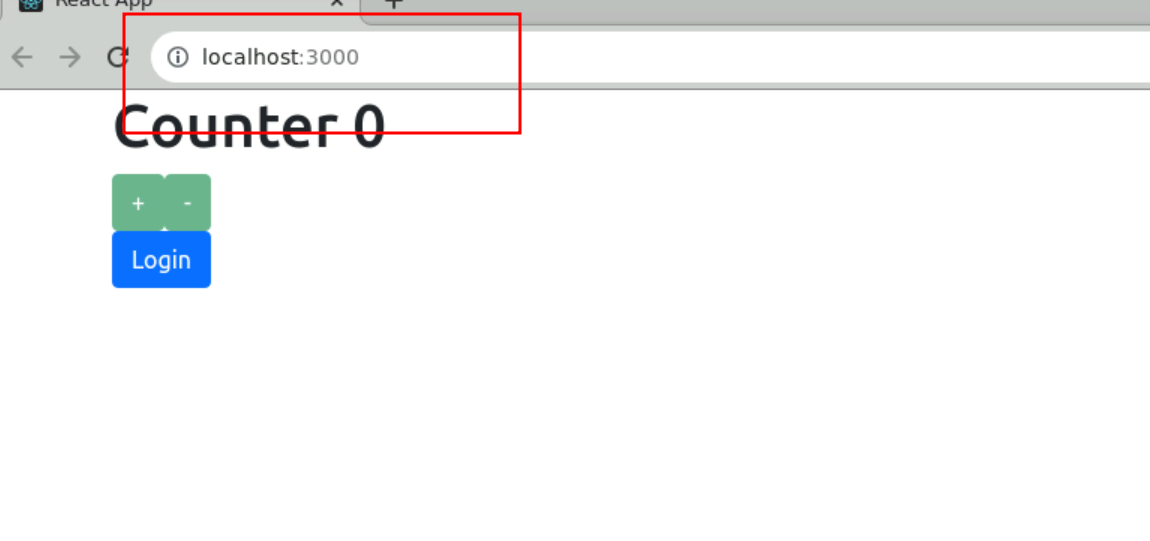 React App
localhost:3000
Counter 0
+ -
Login